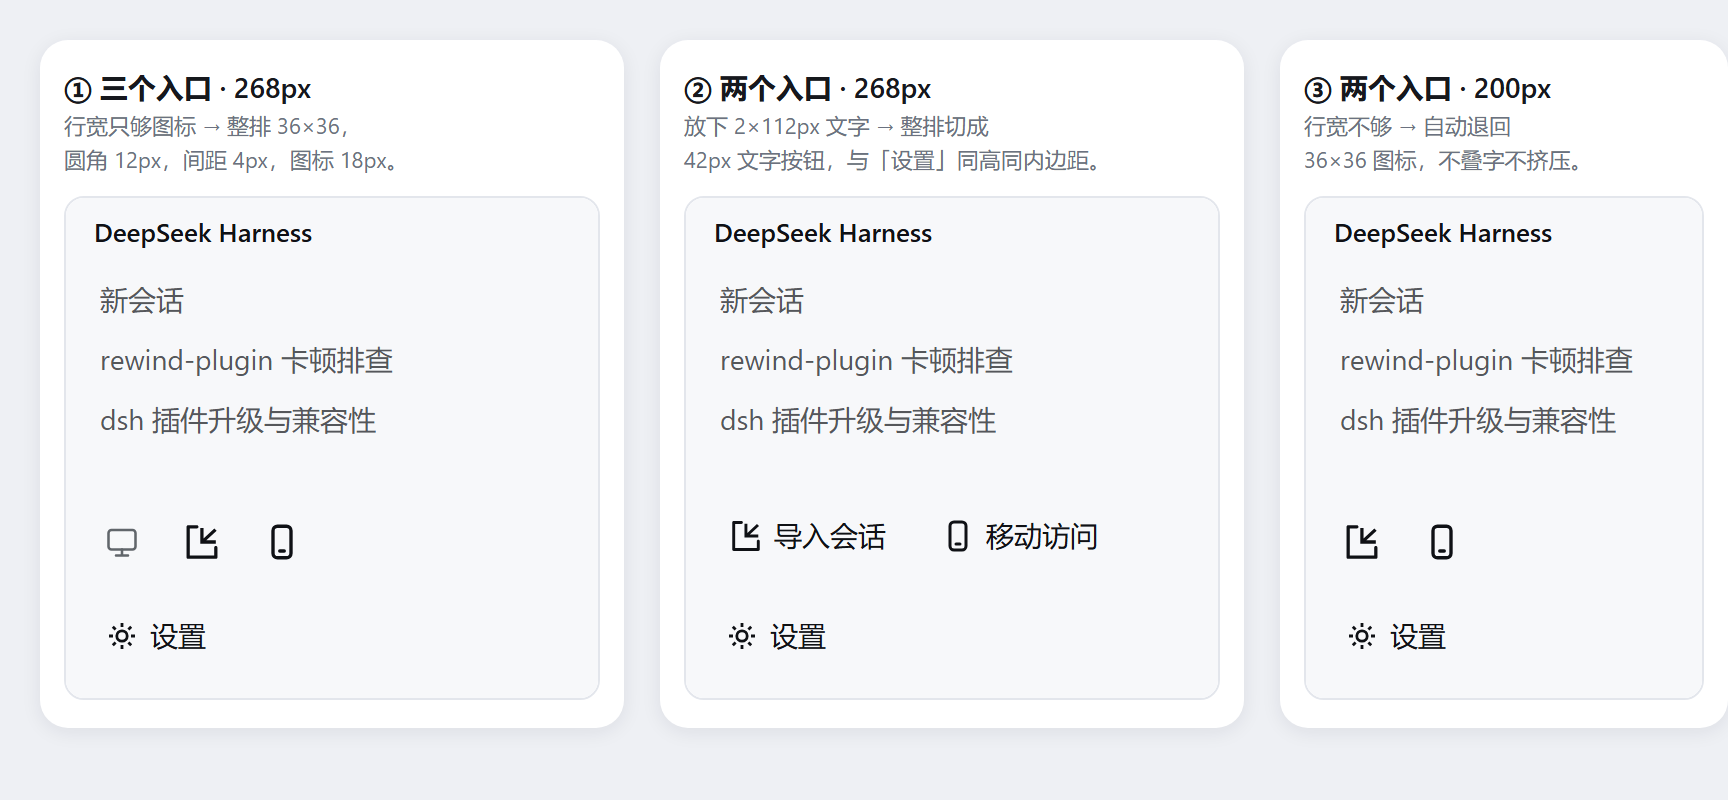 ① 三个入口 · 268px
行宽只够图标 → 整排 36×36，
圆角 12px，间距 4px，图标 18px。
DeepSeek Harness
新会话
rewind-plugin 卡顿排查
dsh 插件升级与兼容性
设置
② 两个入口 · 268px
放下 2×112px 文字 → 整排切成
42px 文字按钮，与「设置」同高同内边距。
DeepSeek Harness
新会话
rewind-plugin 卡顿排查
dsh 插件升级与兼容性
导入会话 移动访问
设置
③ 两个入口 · 200px
行宽不够 → 自动退回
36×36 图标，不叠字不挤压。
DeepSeek Harness
新会话
rewind-plugin 卡顿排查
dsh 插件升级与兼容性
设置